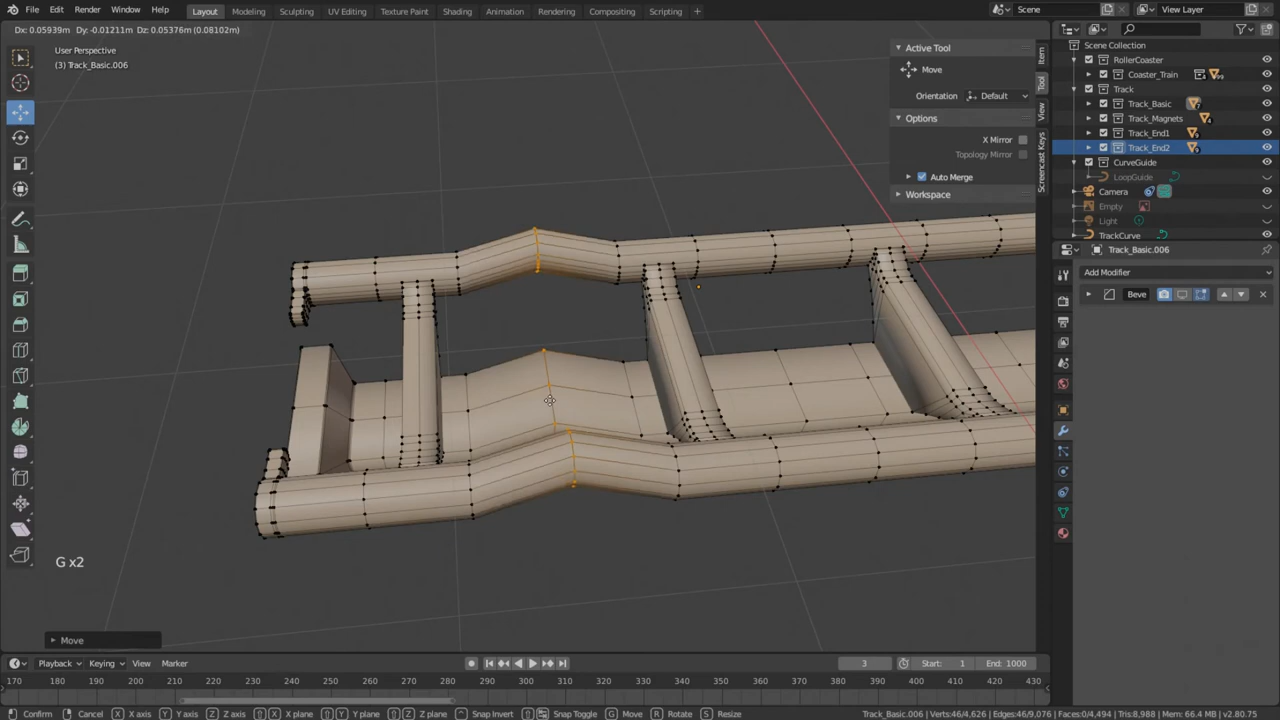 File Edit Render Window Help Layout Modeling Sculpting UV Editing Texture Paint Shading Animation Rendering Compositing Scripting + Scene View Layer
Dx: 0.05939m Dy: -0.01211m Dz: 0.05376m (0.08102m)
User Perspective
(3) Track_Basic.006
Active Tool
Move
Orientation Default
Options
X Mirror
Topology Mirror
Auto Merge
Workspace
Item
Tool
View
Screencast Keys
Scene Collection
RollerCoaster
Coaster_Train
Track
Track_Basic
Track_Magnets
Track_End1
Track_End2
CurveGuide
LoopGuide
Camera
Empty
Light
TrackCurve
Track_Basic.006
Add Modifier
Beve
G x2
Move
Playback Keying View Marker 3 Start: 1 End: 1000
170 180 190 200 210 220 230 240 250 260 270 280 290 300 310 320 330 340 350 360 370 380 390 400 410 420 430
Confirm Cancel X X axis Y Y axis Z Z axis X X plane Y Y plane Z Z plane Snap Invert Snap Toggle G Move R Rotate S Resize Track_Basic.006 | Verts:46/4,626 | Edges:46/9,076 | Faces:0/4,494 | Tris:8,988 | Mem: 66.4 MB | v2.80.75